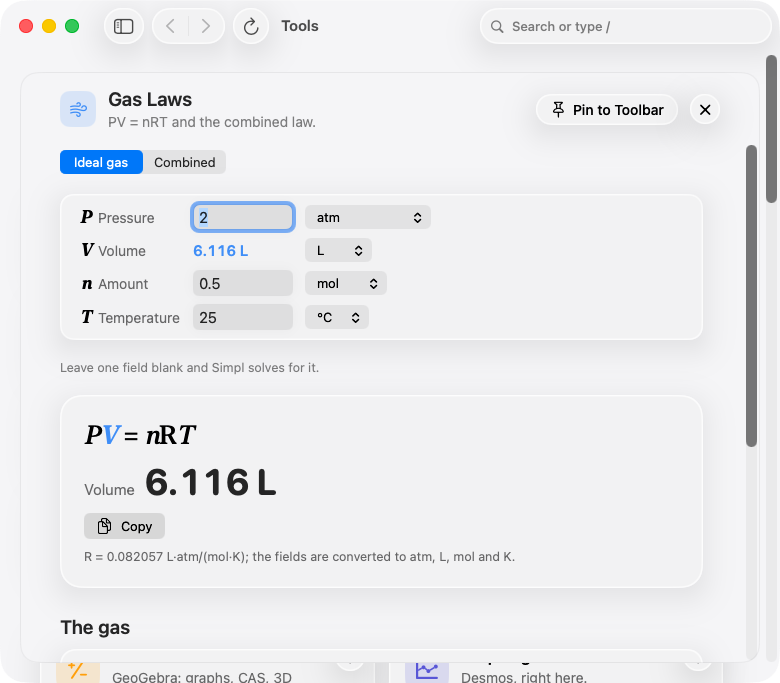 Tools
Search or type /
Gas Laws
PV = nRT and the combined law.
Pin to Toolbar
Ideal gas
Combined
P Pressure 2 atm
V Volume 6.116 L L
n Amount 0.5 mol
T Temperature 25 °C
Leave one field blank and Simpl solves for it.
PV = nRT
Volume 6.116 L
Copy
R = 0.082057 L·atm/(mol·K); the fields are converted to atm, L, mol and K.
The gas
GeoGebra: graphs, CAS, 3D
Desmos, right here.